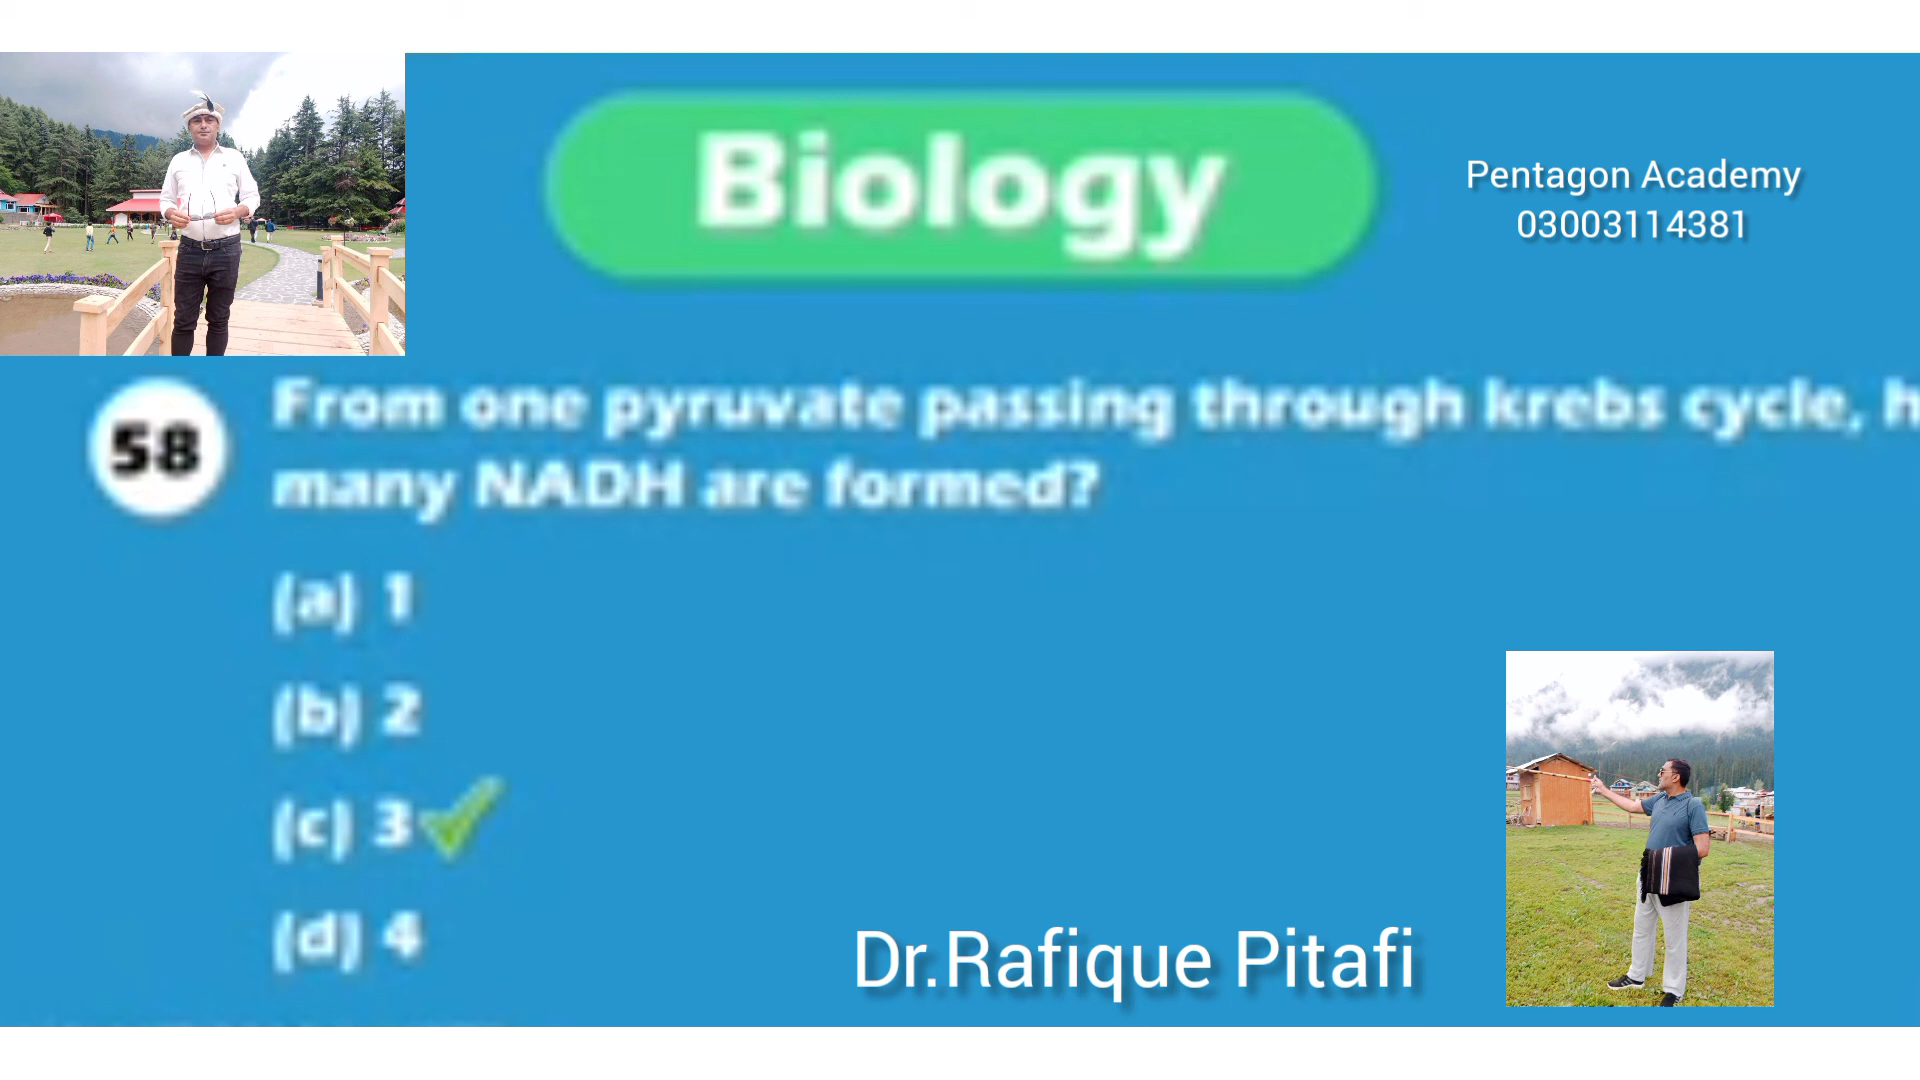 Biology
Pentagon Academy
03003114381
58
From one pyruvate passing through krebs cycle, h
many NADH are formed?
(a) 1
(b) 2
(c) 3
(d) 4
Dr.Rafique Pitafi